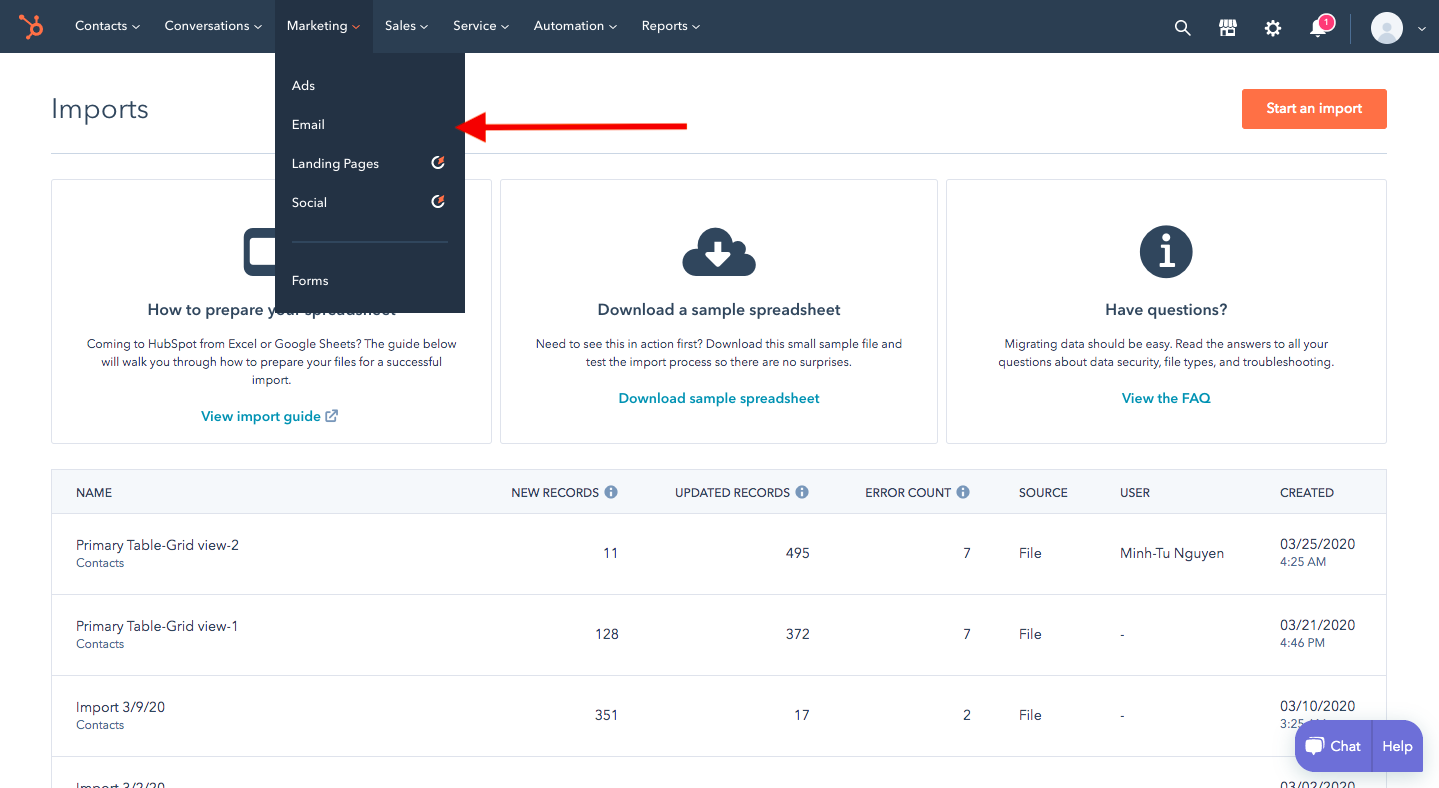 Contacts Conversations Marketing Sales Service Automation Reports 1
Ads
Imports
Start an import
Email
Landing Pages
Social
Forms
How to prepare your spreadsheet
Coming to HubSpot from Excel or Google Sheets? The guide below
will walk you through how to prepare your files for a successful
import.
View import guide
Download a sample spreadsheet
Need to see this in action first? Download this small sample file and
test the import process so there are no surprises.
Download sample spreadsheet
Have questions?
Migrating data should be easy. Read the answers to all your
questions about data security, file types, and troubleshooting.
View the FAQ
NAME NEW RECORDS UPDATED RECORDS ERROR COUNT SOURCE USER CREATED
Primary Table-Grid view-2 11 495 7 File Minh-Tu Nguyen 03/25/2020
Contacts 4:25 AM
Primary Table-Grid view-1 128 372 7 File - 03/21/2020
Contacts 4:46 PM
Import 3/9/20 351 17 2 File - 03/10/2020
Contacts 3:25
Chat Help
Import 3/2/20 03/02/2020